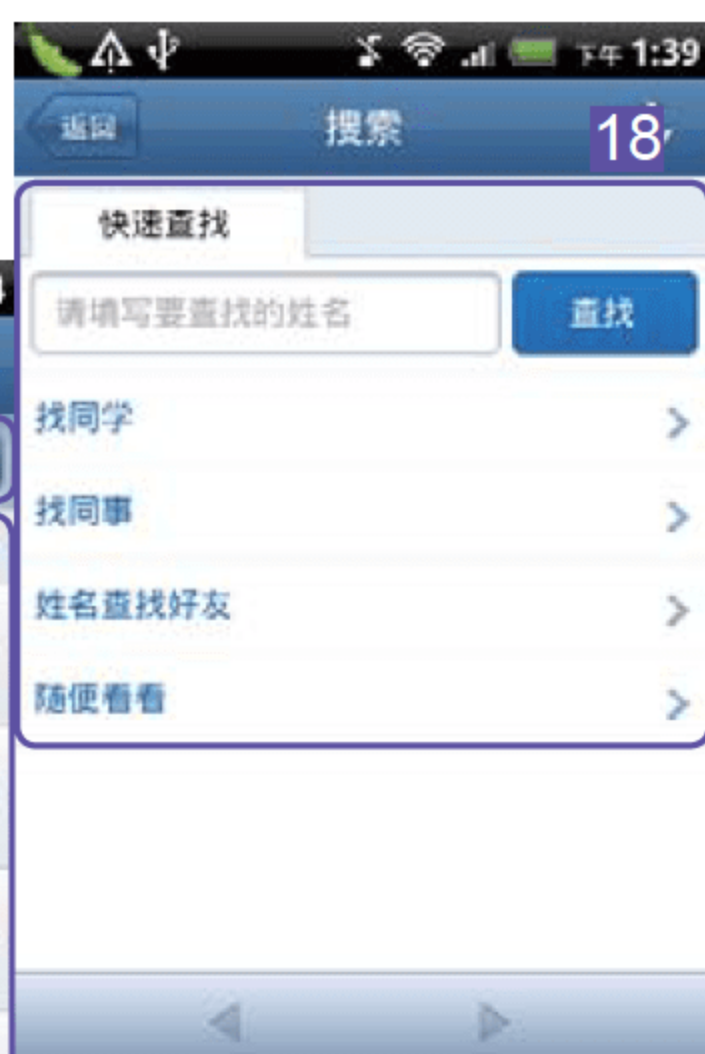 下午 1:39
返回
搜索
18
快速查找
请填写要查找的姓名
查找
找同学
找同事
姓名查找好友
随便看看